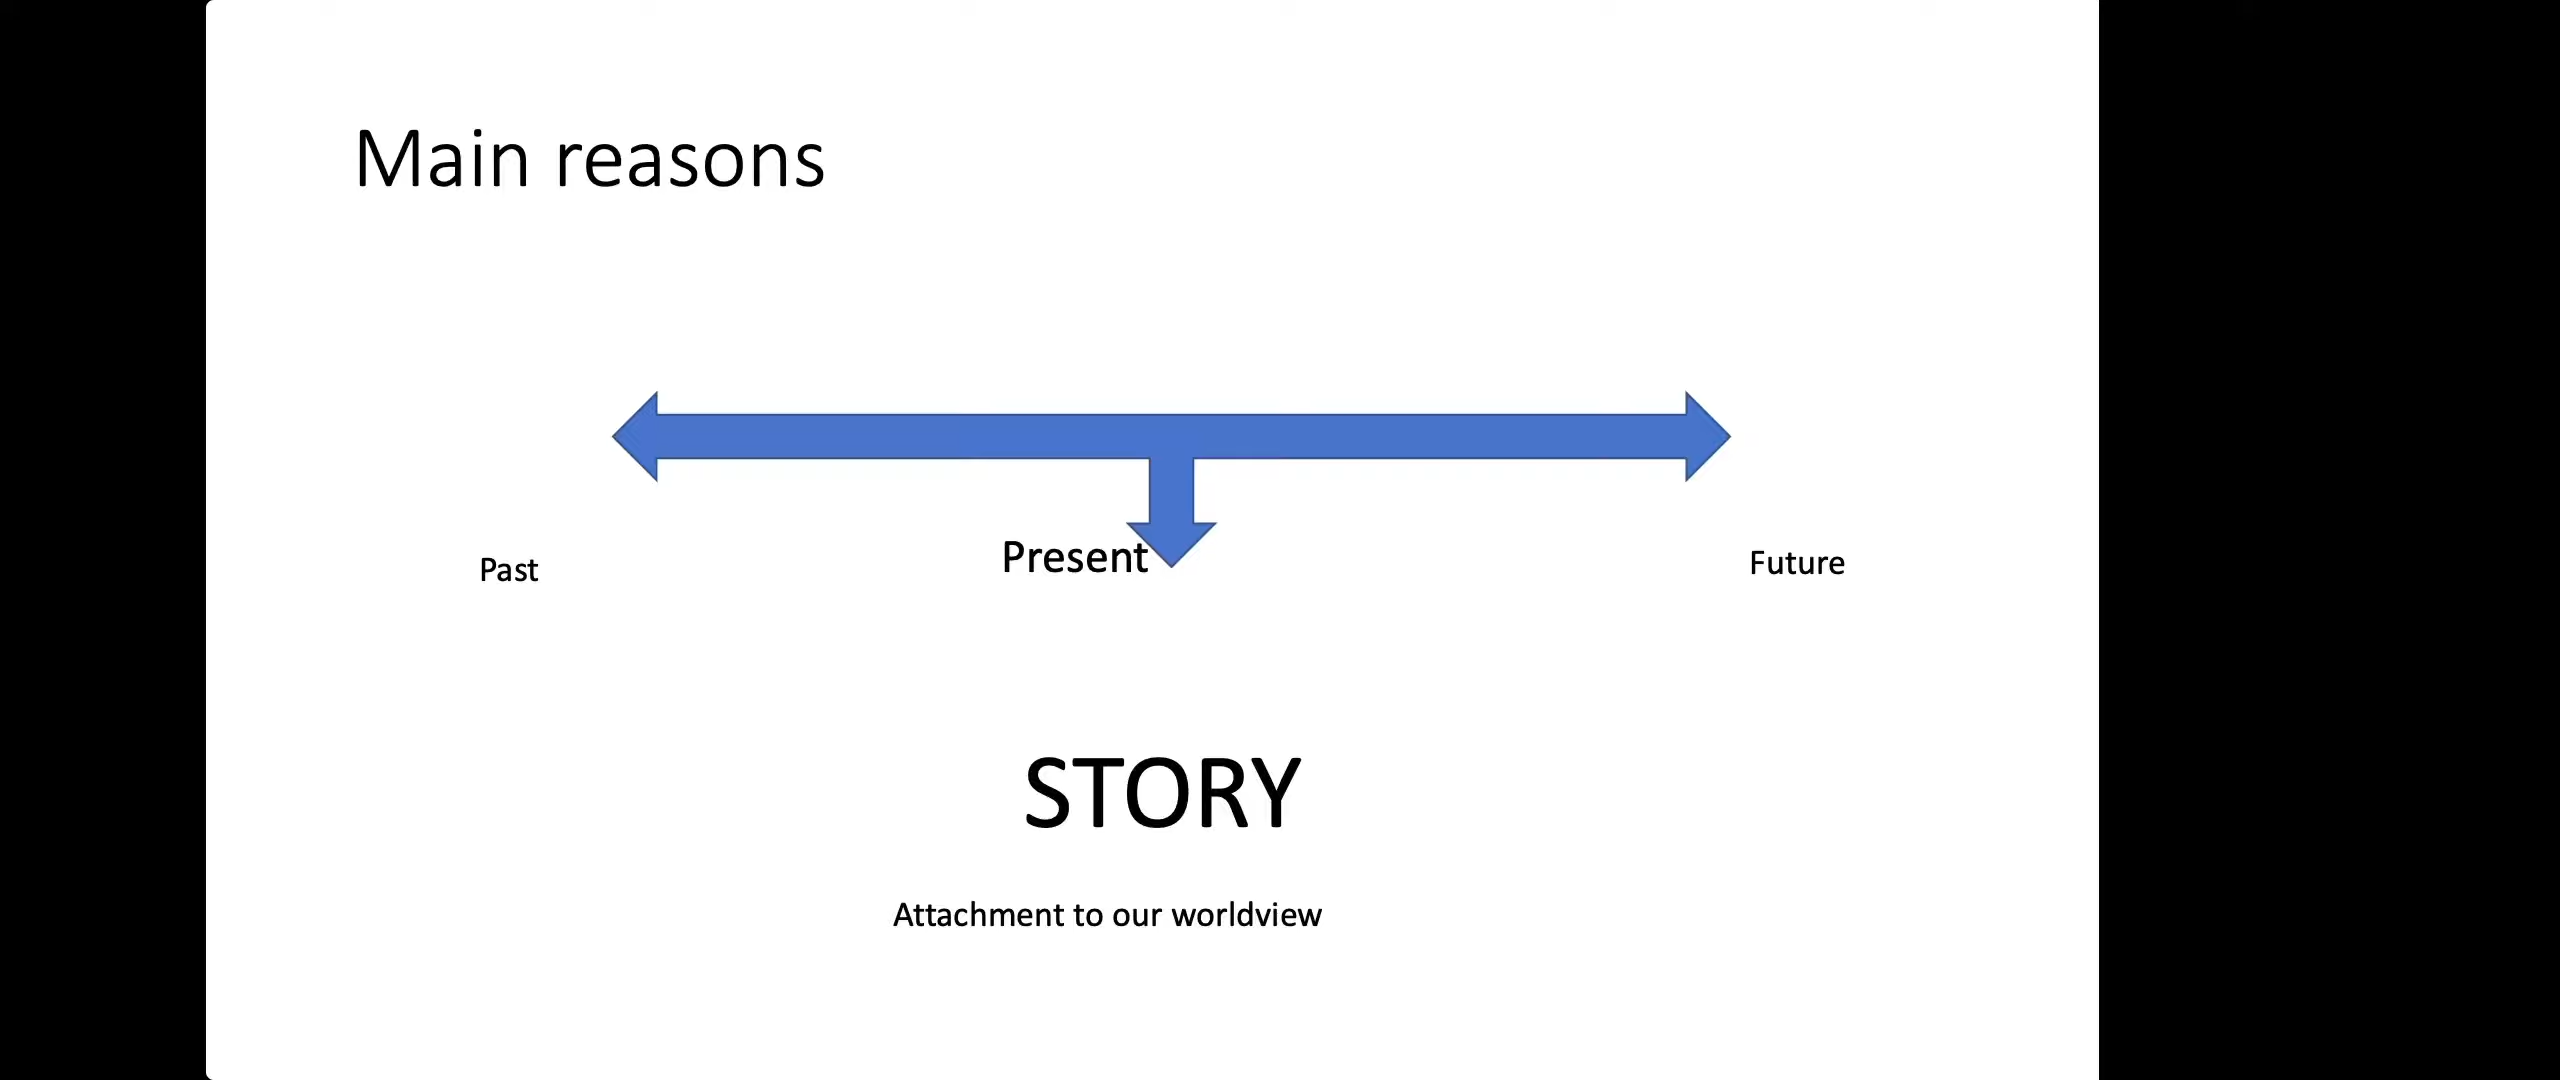 Main reasons
Past
Present
Future
STORY
Attachment to our worldview